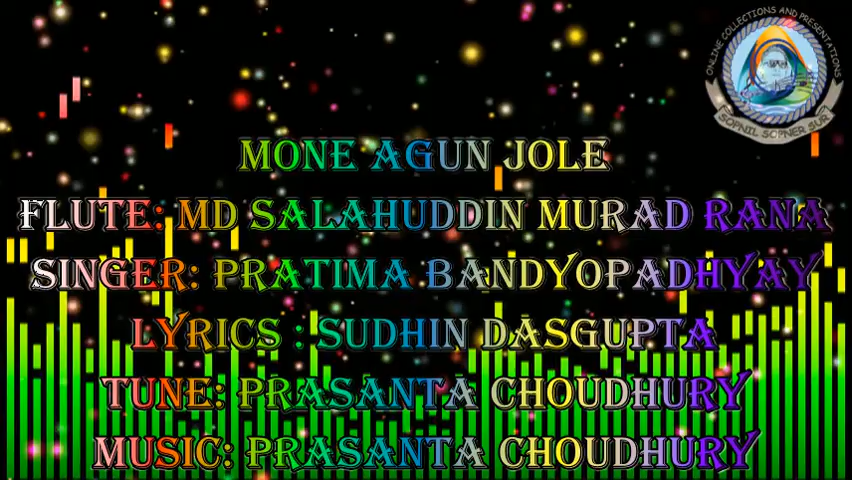 ONLINE COLLECTIONS AND PRESENTATIONS
SOPNIL SOPNER SUR
MONE AGUN JOLE
FLUTE: MD SALAHUDDIN MURAD RANA
SINGER: PRATIMA BANDYOPADHYAY
LYRICS : SUDHIN DASGUPTA
TUNE: PRASANTA CHOUDHURY
MUSIC: PRASANTA CHOUDHURY